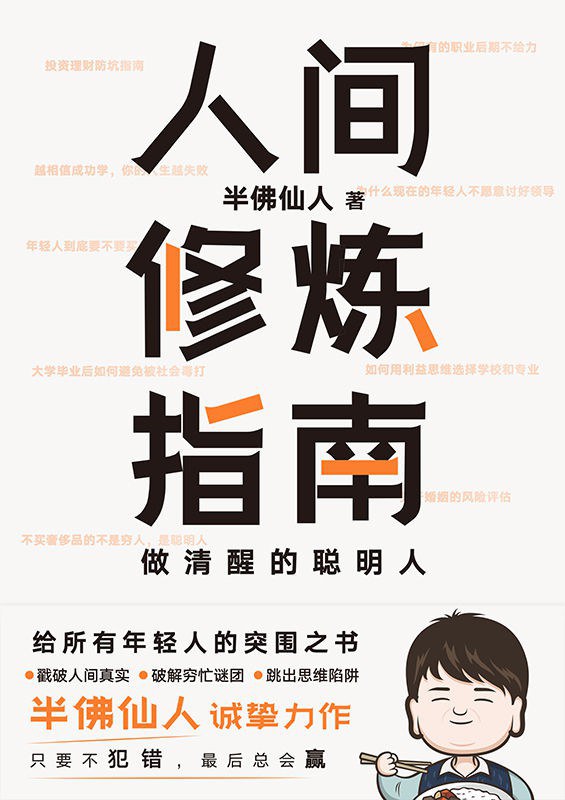 投资理财防坑指南
的职业后期不给力
人间
越相信成功学，你 生越失败
半佛仙人 著
什么现在的年轻人不愿意讨好领导
年轻人到底要不要买
修炼
大学毕业后如何避免被社会毒打
如何用利益思维选择学校和专业
指南
婚姻的风险评估
不买奢侈品的不是穷人，是聪明人
做清醒的聪明人
给所有年轻人的突围之书
●戳破人间真实 ●破解穷忙谜团 ●跳出思维陷阱
半佛仙人 诚挚力作
只要不犯错，最后总会赢